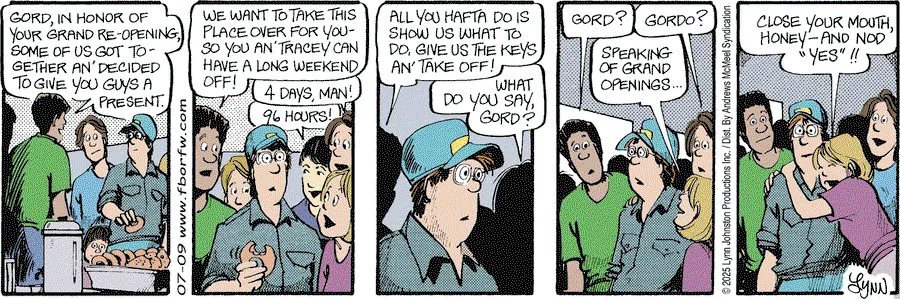 GORD, IN HONOR OF
YOUR GRAND RE-OPENING,
SOME OF US GOT TO-
GETHER AN' DECIDED
TO GIVE YOU GUYS A
PRESENT.
07-09 www.fborfw.com
WE WANT TO TAKE THIS
PLACE OVER FOR YOU-
SO YOU AN' TRACEY CAN
HAVE A LONG WEEKEND
OFF!
4 DAYS, MAN!
96 HOURS!
ALL YOU HAFTA DO IS
SHOW US WHAT TO
DO, GIVE US THE KEYS
AN' TAKE OFF!
WHAT
DO YOU SAY,
GORD?
GORD?
GORDO?
SPEAKING
OF GRAND
OPENINGS...
© 2025 Lynn Johnston Productions Inc. / Dist. By Andrews McMeel Syndication
CLOSE YOUR MOUTH,
HONEY-AND NOD
"YES"!!
LYNN